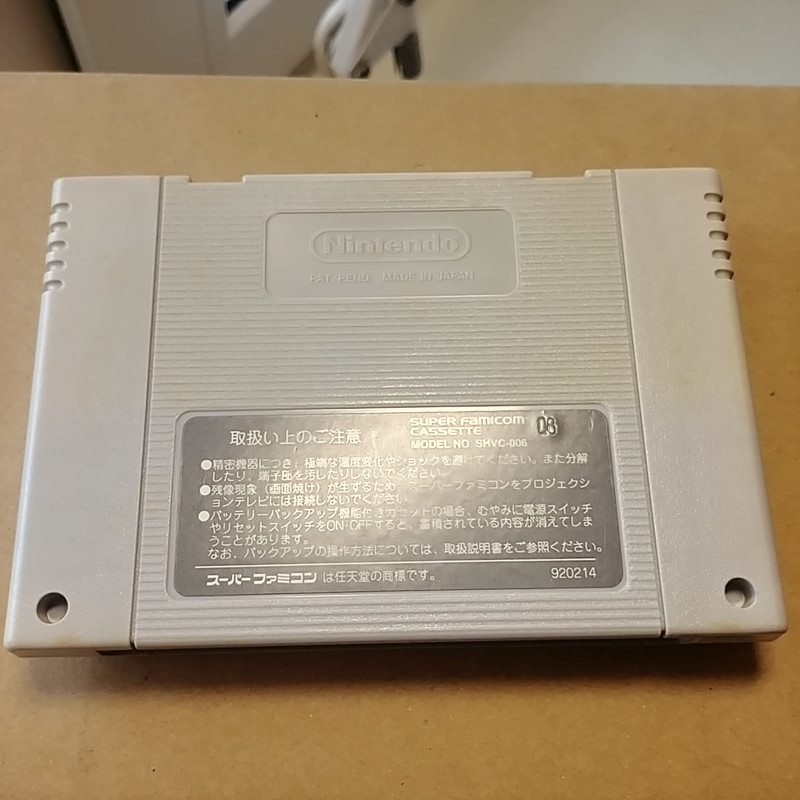 Nintendo
PAT. PEND. MADE IN JAPAN
SUPER FAMICOM
CASSETTE
MODEL NO. SHVC-006
取扱い上のご注意
●精密機器につき、極端な温度変化やショックを避けてください。また分解
したり、端子部を汚したりしないでください。
●残像現象（画面焼け）が生ずるため、スーパーファミコンをプロジェクシ
ョンテレビには接続しないでください。
●バッテリーバックアップ機能付きカセットの場合、むやみに電源スイッチ
やリセットスイッチをON・OFFすると、蓄積されている内容が消えてしま
うことがあります。
なお、バックアップの操作方法については、取扱説明書をご参照ください。
スーパーファミコン は任天堂の商標です。 920214